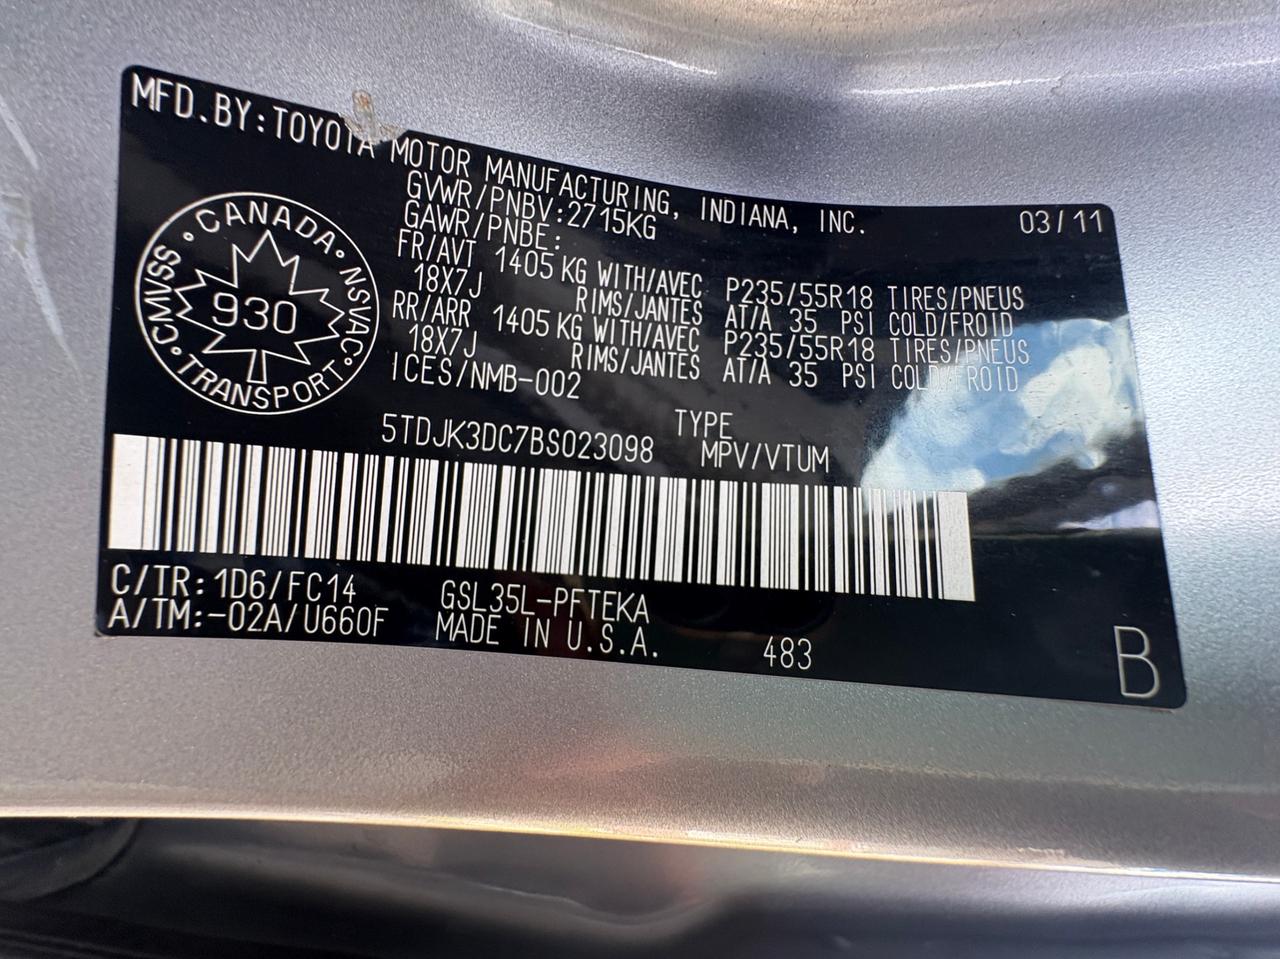 MFD.BY:TOYOTA MOTOR MANUFACTURING, INDIANA, INC. 03/11
GVWR/PNBV:2715KG
GAWR/PNBE:
FR/AVT 1405 KG WITH/AVEC P235/55R18 TIRES/PNEUS
18X7J RIMS/JANTES AT/A 35 PSI COLD/FROID
RR/ARR 1405 KG WITH/AVEC P235/55R18 TIRES/PNEUS
18X7J RIMS/JANTES AT/A 35 PSI COLD/FROID
ICES/NMB-002
CANADA · NSVAC · TRANSPORT · CMVSS ·
930
5TDJK3DC7BS023098
TYPE
MPV/VTUM
C/TR: 1D6/FC14 GSL35L-PFTEKA
A/TM:-02A/U660F MADE IN U.S.A. 483
B